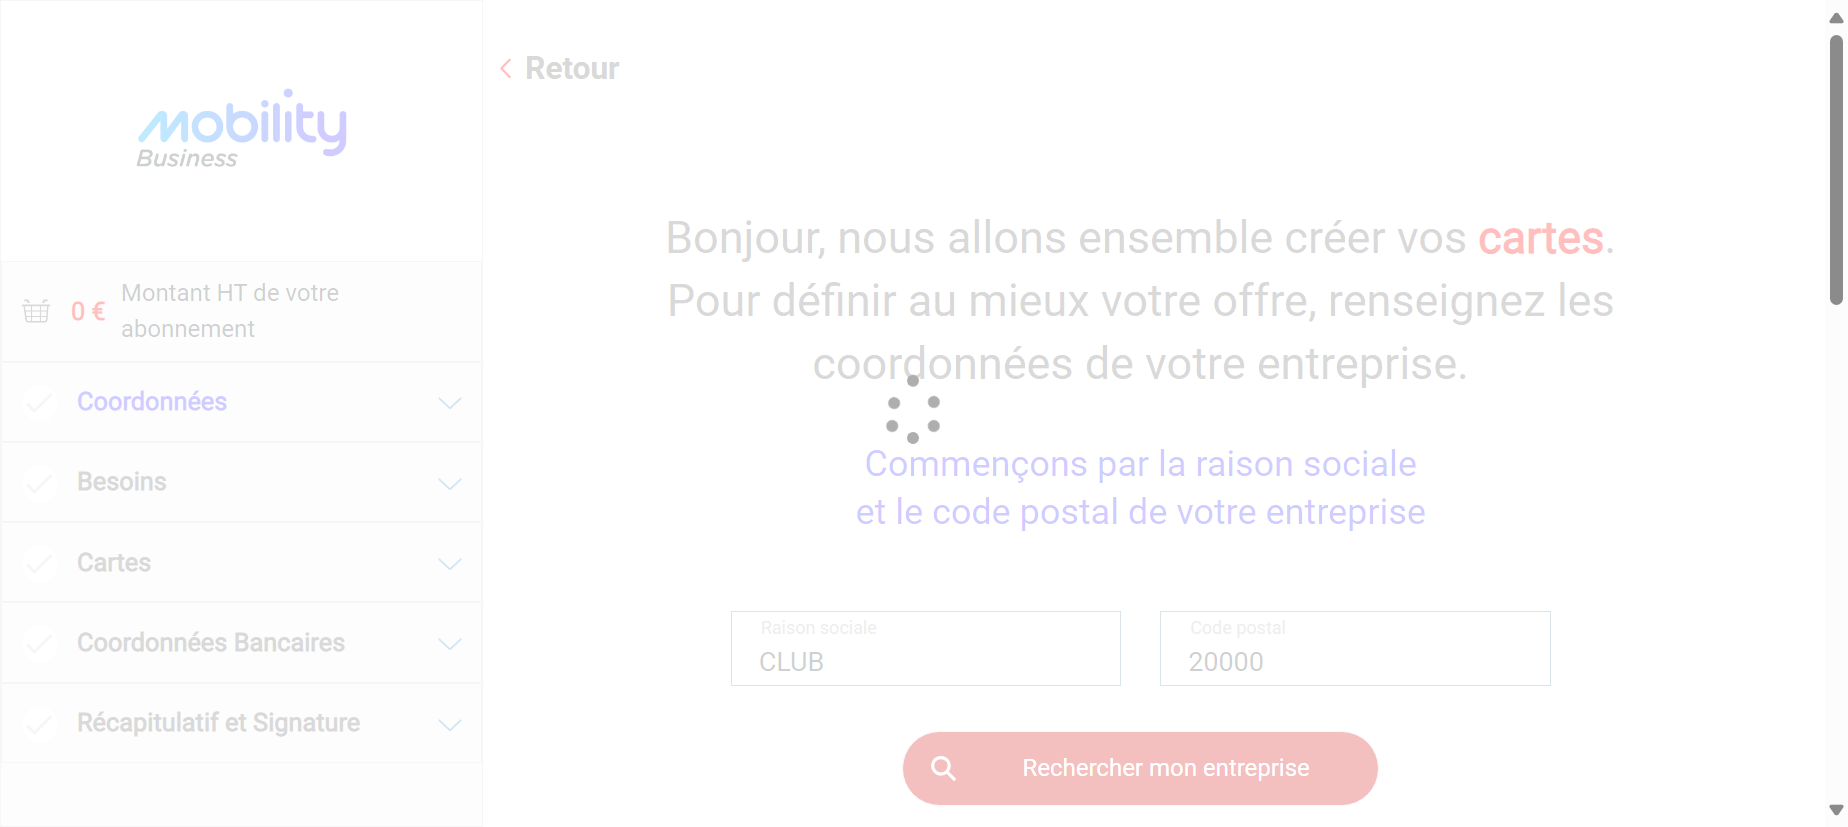 mobility
Business
0 €
Montant HT de votre
abonnement
Coordonnées
Besoins
Cartes
Coordonnées Bancaires
Récapitulatif et Signature
Retour
Bonjour, nous allons ensemble créer vos cartes.
Pour définir au mieux votre offre, renseignez les
coordonnées de votre entreprise.
Commençons par la raison sociale
et le code postal de votre entreprise
Raison sociale
CLUB
Code postal
20000
Rechercher mon entreprise